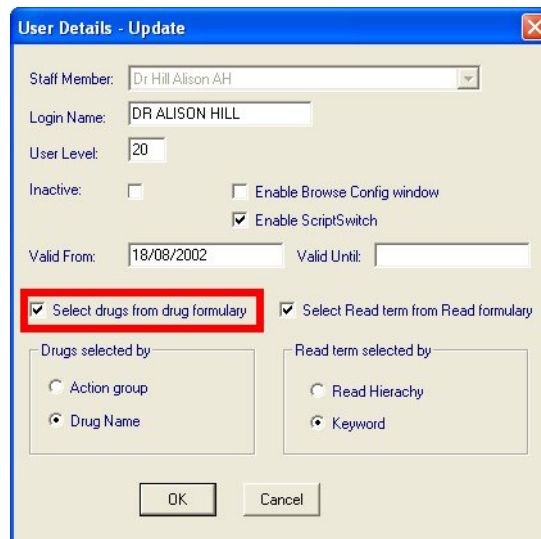 User Details - Update
Staff Member: Dr Hill Alison AH
Login Name: DR ALISON HILL
User Level: 20
Inactive: Enable Browse Config window
Enable ScriptSwitch
Valid From: 18/08/2002 Valid Until:
Select drugs from drug formulary Select Read term from Read formulary
Drugs selected by Read term selected by
Action group Read Hierachy
Drug Name Keyword
OK Cancel